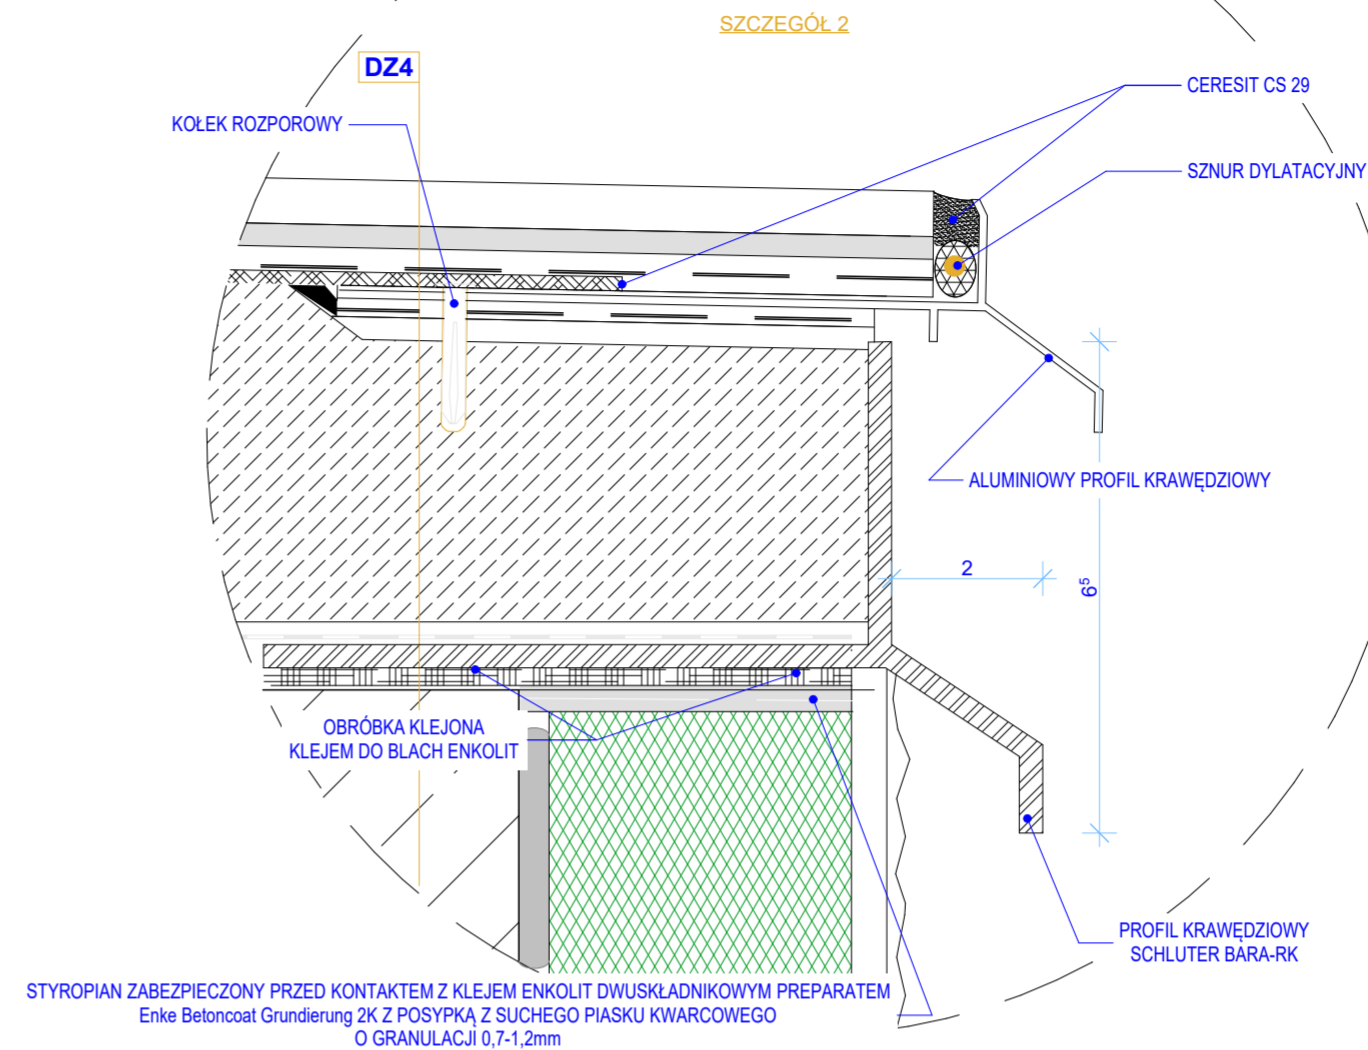 SZCZEGÓŁ 2
DZ4
CERESIT CS 29
KOŁEK ROZPOROWY
SZNUR DYLATACYJNY
ALUMINIOWY PROFIL KRAWĘDZIOWY
2
6⁵
OBRÓBKA KLEJONA
KLEJEM DO BLACH ENKOLIT
PROFIL KRAWĘDZIOWY
SCHLUTER BARA-RK
STYROPIAN ZABEZPIECZONY PRZED KONTAKTEM Z KLEJEM ENKOLIT DWUSKŁADNIKOWYM PREPARATEM
Enke Betoncoat Grundierung 2K Z POSYPKĄ Z SUCHEGO PIASKU KWARCOWEGO
O GRANULACJI 0,7-1,2mm